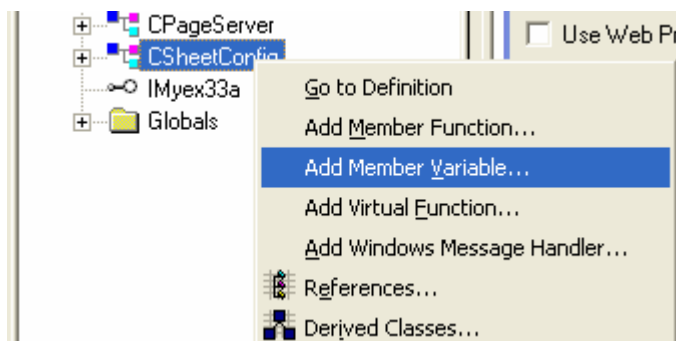 CPageServer
Use Web Pr
CSheetConfig
IMyex33a
Go to Definition
Globals
Add Member Function...
Add Member Variable...
Add Virtual Function...
Add Windows Message Handler...
References...
Derived Classes...